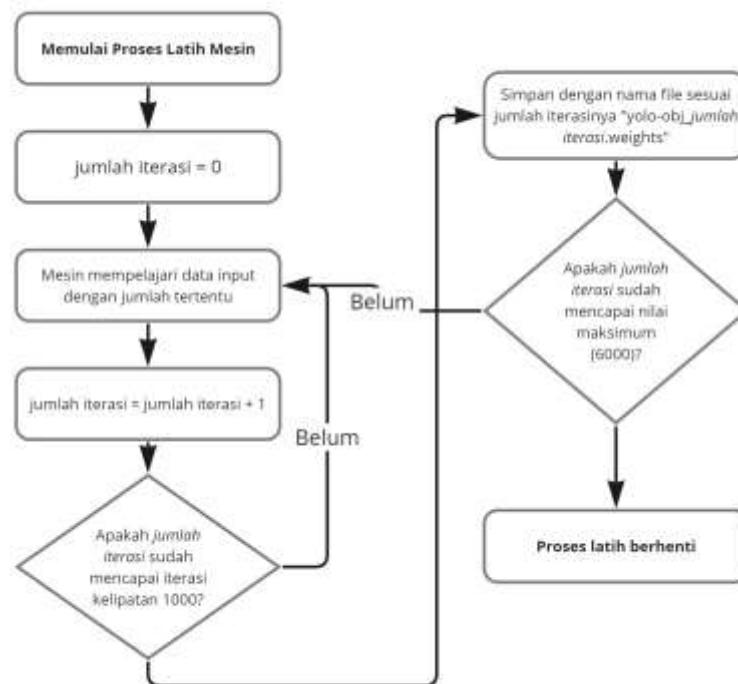 Memulai Proses Latih Mesin
jumlah iterasi = 0
Mesin mempelajari data input
dengan jumlah tertentu
jumlah iterasi = jumlah iterasi + 1
Apakah jumlah
iterasi sudah
mencapai iterasi
kelipatan 1000?
Belum
Belum
Simpan dengan nama file sesuai
jumlah iterasinya "yolo-obj_jumlah
iterasi.weights"
Apakah jumlah
iterasi sudah
mencapai nilai
maksimum
(6000)?
Proses latih berhenti